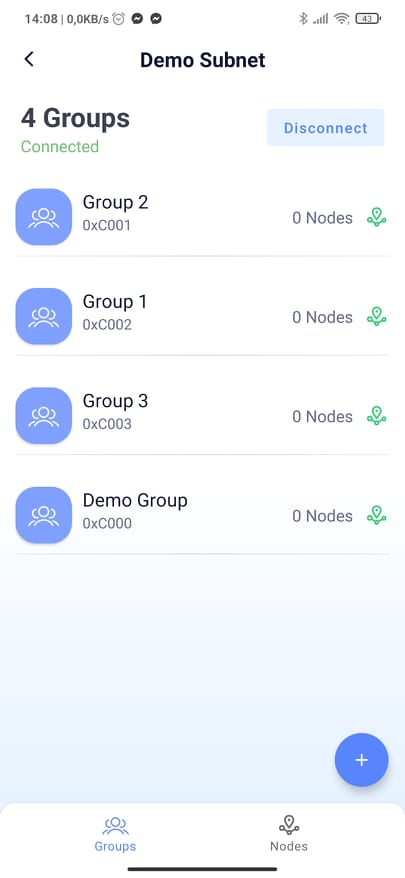 14:08 | 0,0KB/s
43
Demo Subnet
4 Groups
Connected
Disconnect
Group 2
0xC001
0 Nodes
Group 1
0xC002
0 Nodes
Group 3
0xC003
0 Nodes
Demo Group
0xC000
0 Nodes
+
Groups
Nodes